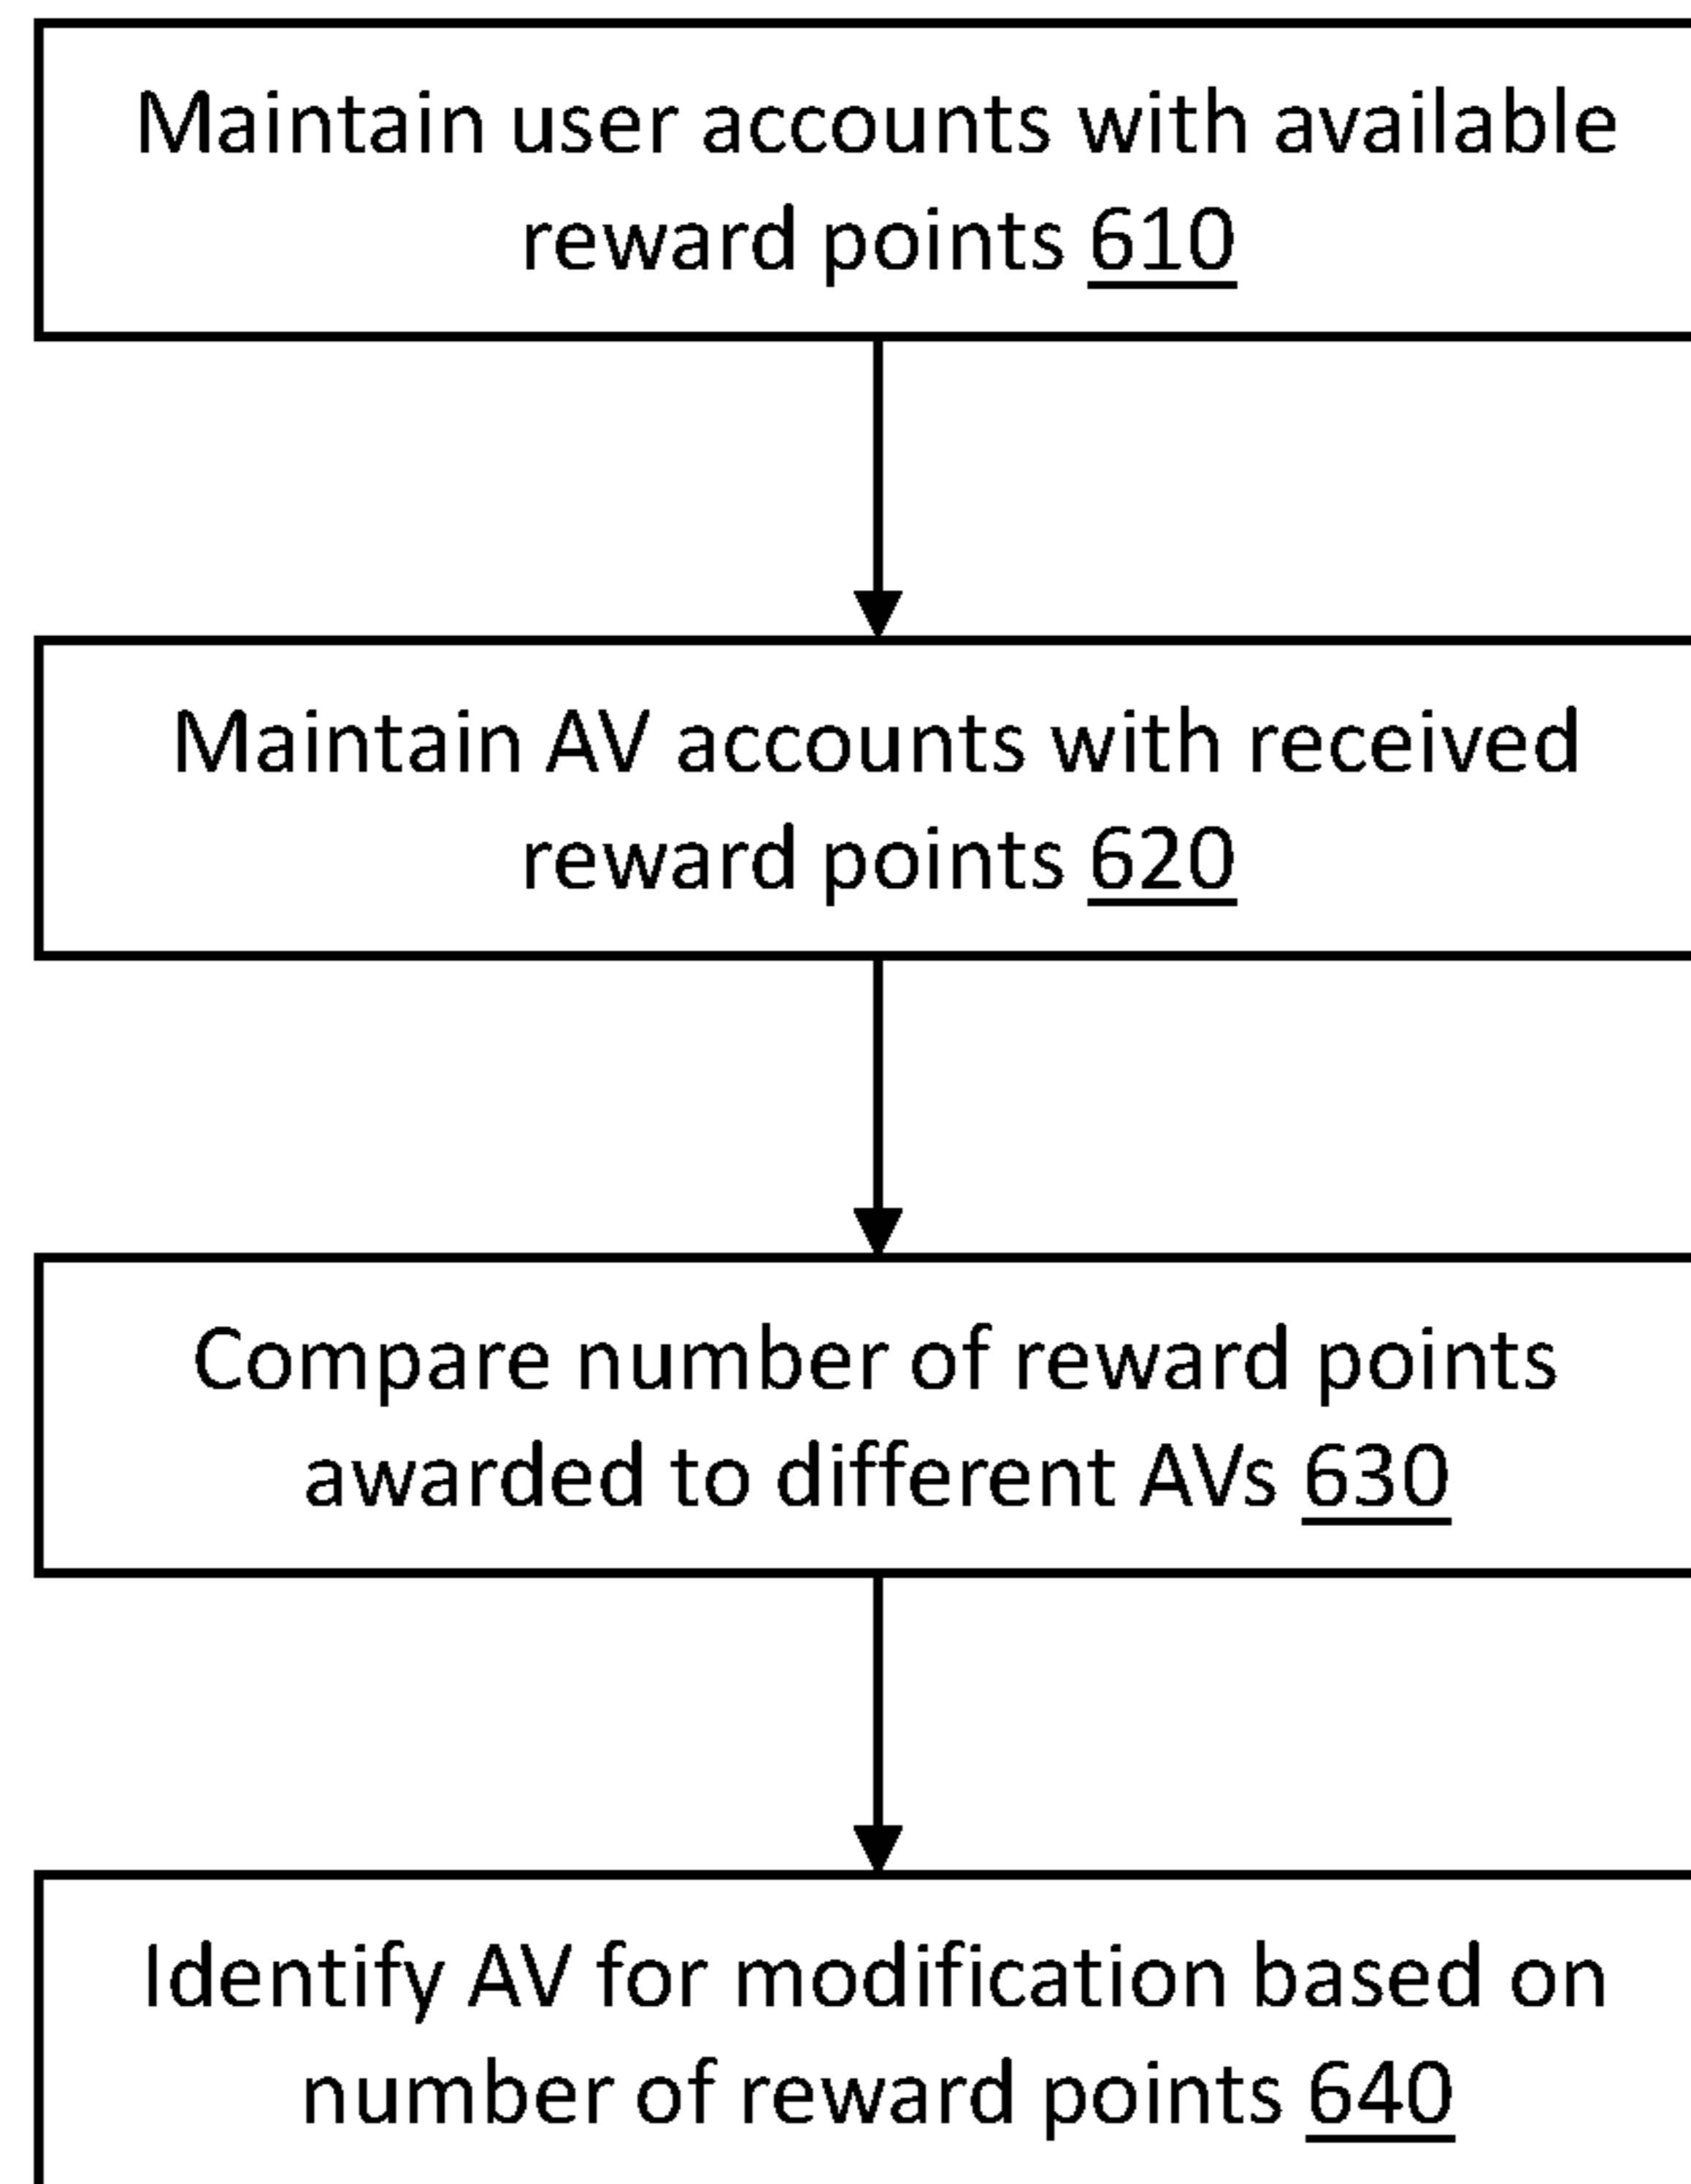 Maintain user accounts with available
reward points 610
Maintain AV accounts with received
reward points 620
Compare number of reward points
awarded to different AVs 630
Identify AV for modification based on
number of reward points 640